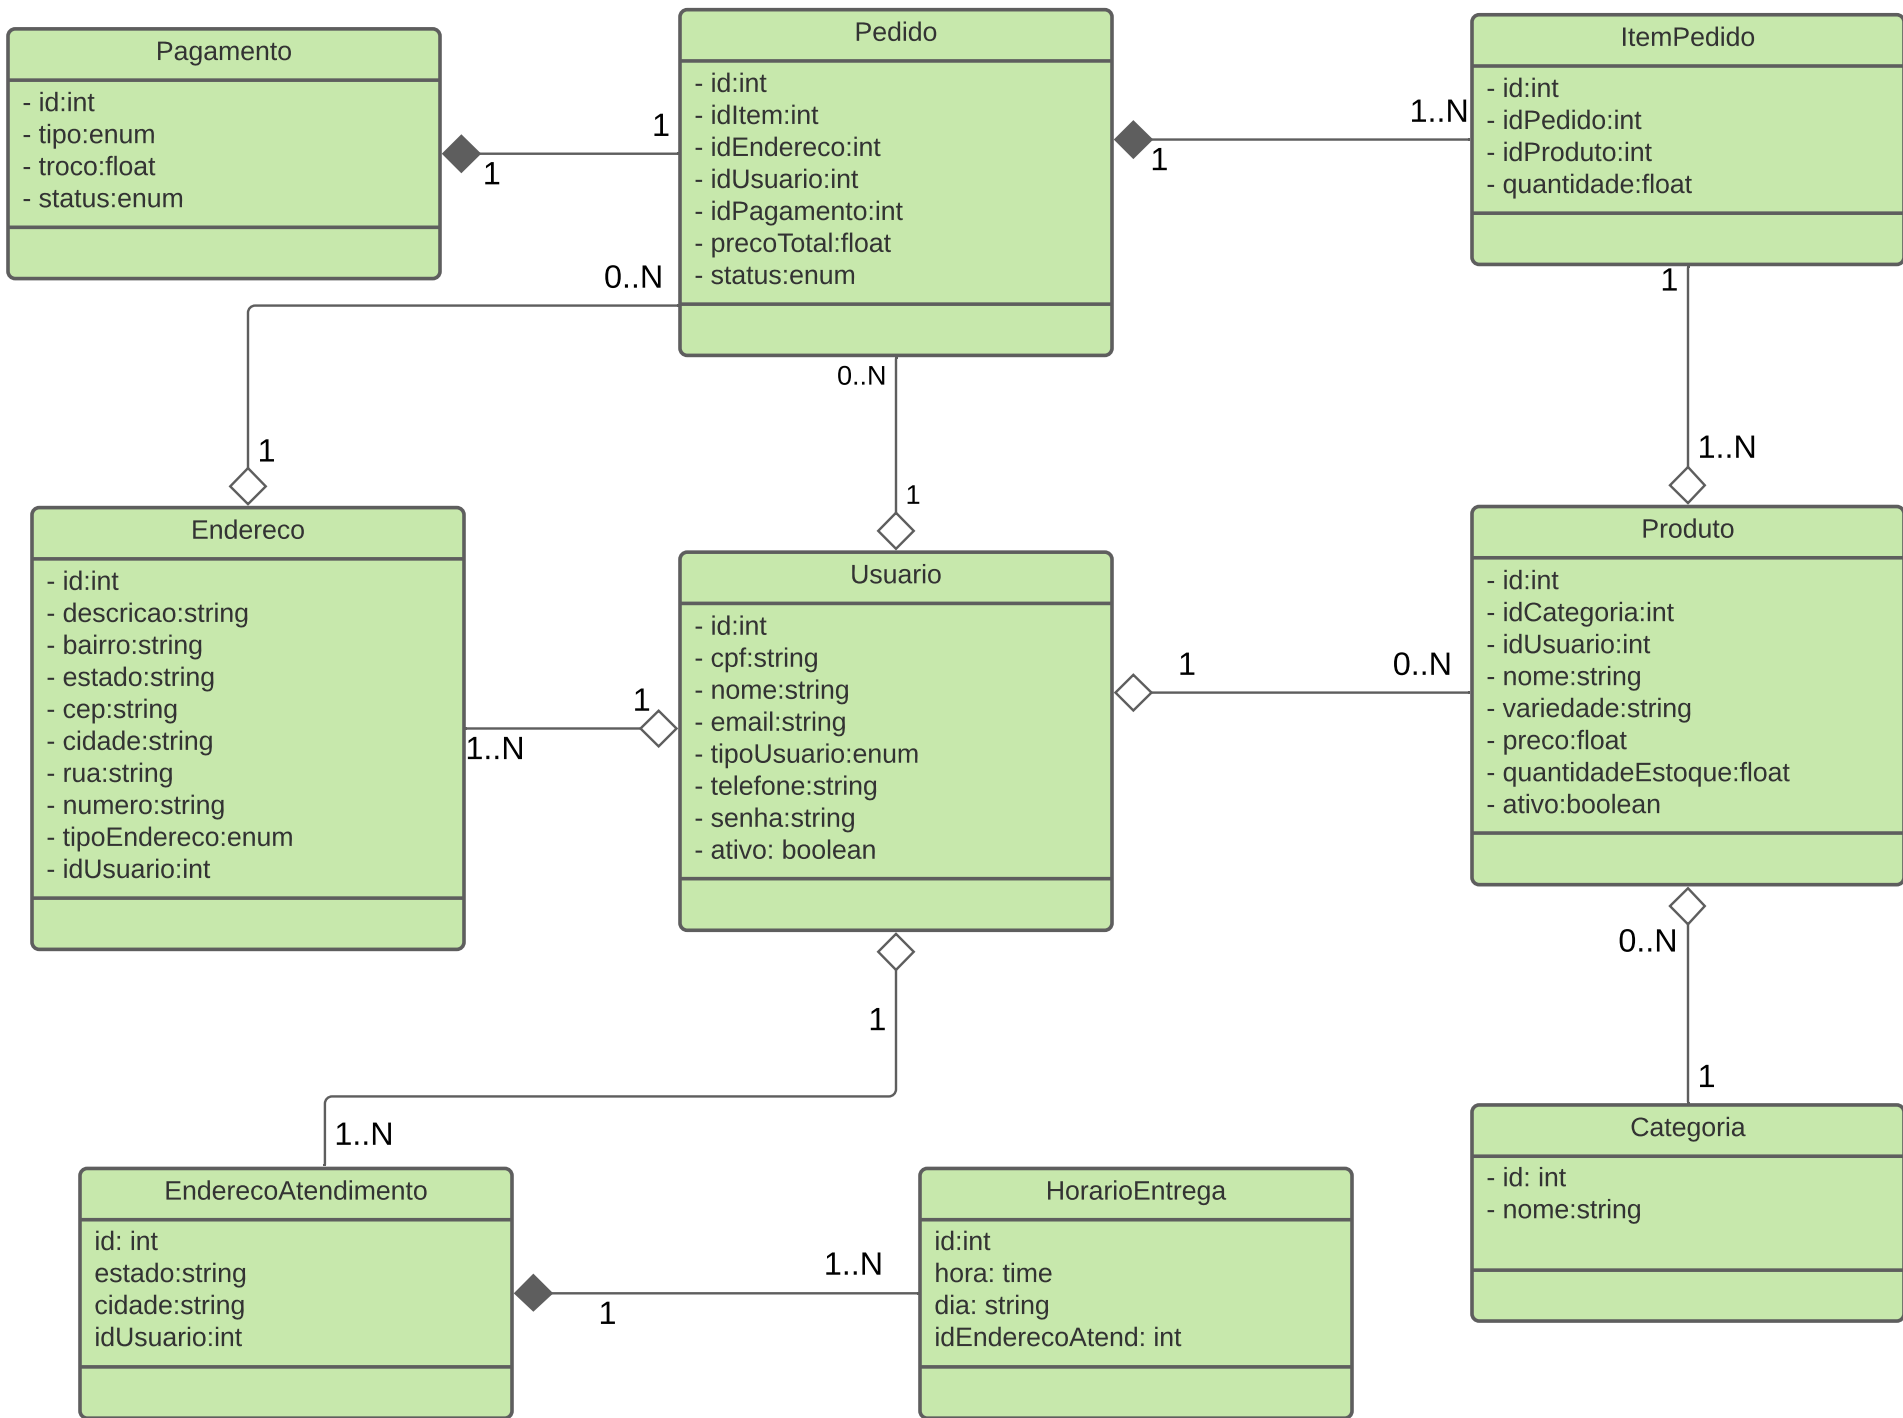 Pagamento
- id:int
- tipo:enum
- troco:float
- status:enum
1
1
Pedido
- id:int
- idItem:int
- idEndereco:int
- idUsuario:int
- idPagamento:int
- precoTotal:float
- status:enum
1
1..N
ItemPedido
- id:int
- idPedido:int
- idProduto:int
- quantidade:float
0..N
1
0..N
1
1
1..N
Endereco
- id:int
- descricao:string
- bairro:string
- estado:string
- cep:string
- cidade:string
- rua:string
- numero:string
- tipoEndereco:enum
- idUsuario:int
1
1..N
Usuario
- id:int
- cpf:string
- nome:string
- email:string
- tipoUsuario:enum
- telefone:string
- senha:string
- ativo: boolean
1
0..N
Produto
- id:int
- idCategoria:int
- idUsuario:int
- nome:string
- variedade:string
- preco:float
- quantidadeEstoque:float
- ativo:boolean
1
1..N
0..N
1
EnderecoAtendimento
id: int
estado:string
cidade:string
idUsuario:int
1
1..N
HorarioEntrega
id:int
hora: time
dia: string
idEnderecoAtend: int
Categoria
- id: int
- nome:string